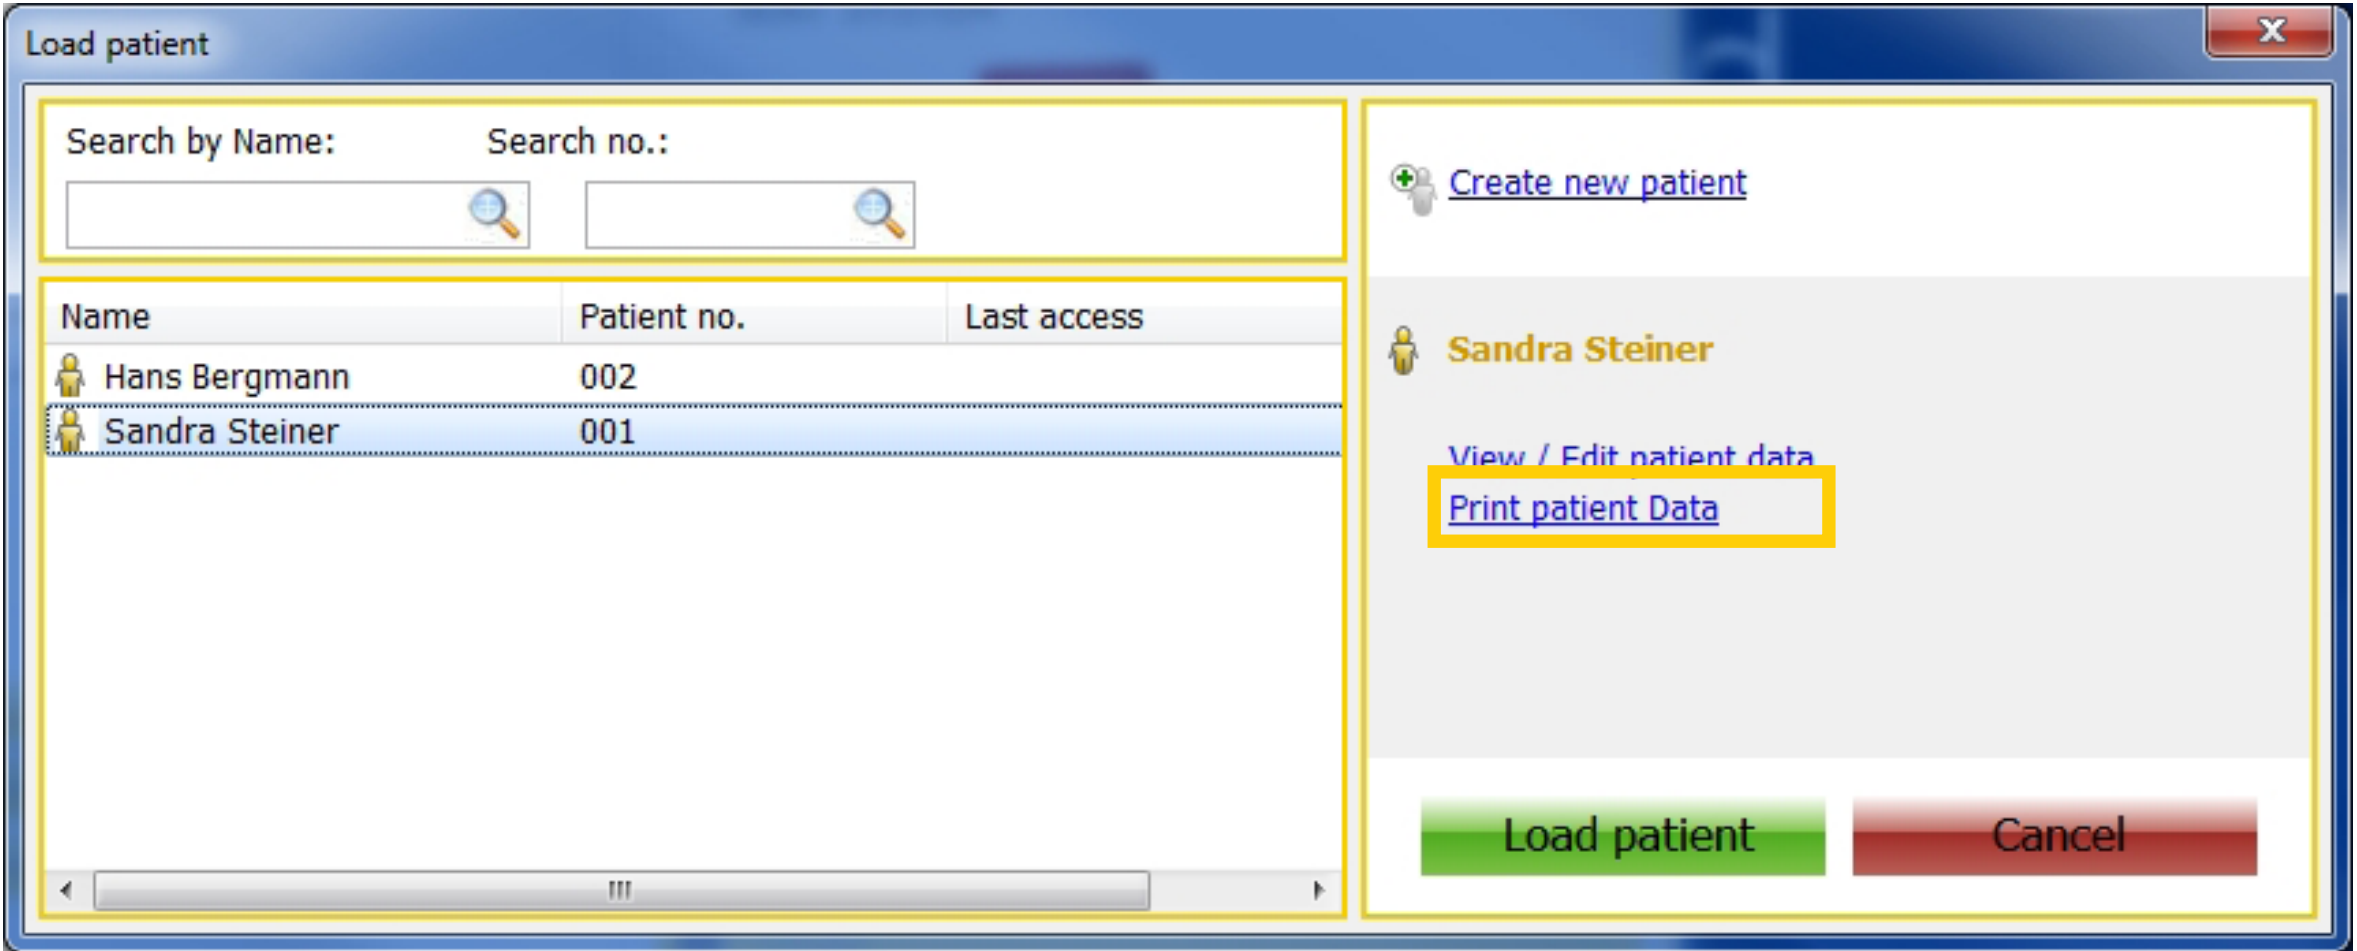 Load patient
Search by Name: Search no.:
Name Patient no. Last access
Hans Bergmann 002
Sandra Steiner 001
Create new patient
Sandra Steiner
View / Edit patient data
Print patient Data
Load patient Cancel